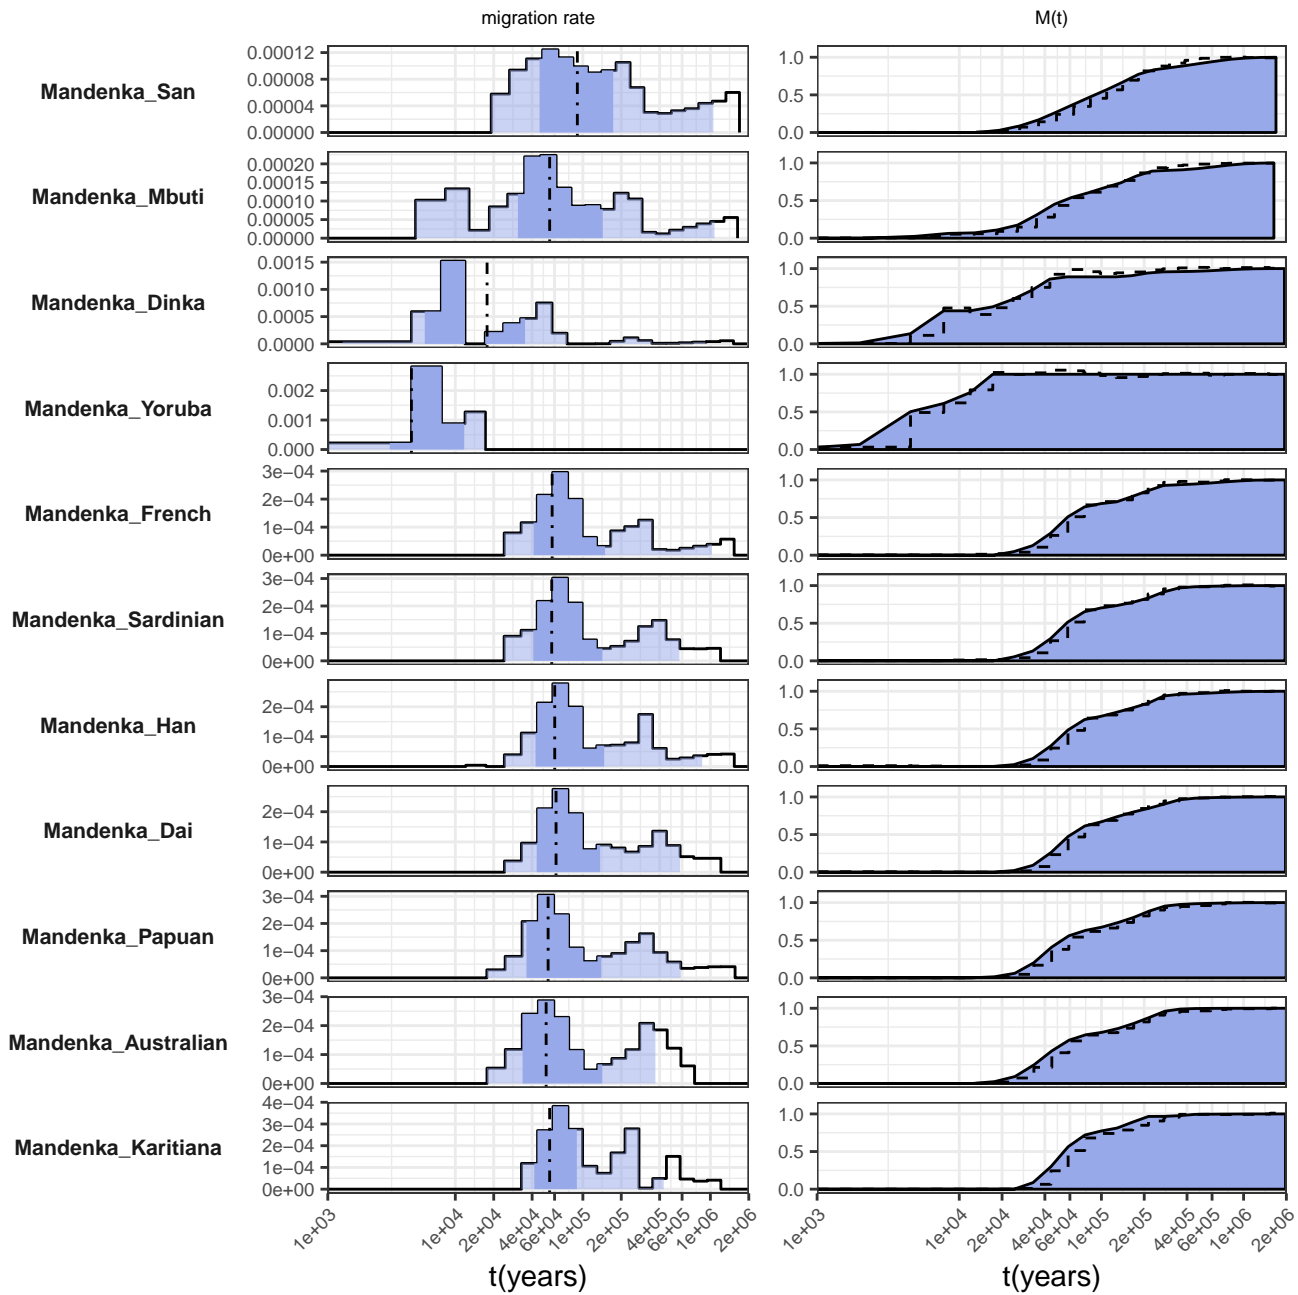 migration rate M(t)
Mandenka_San
0.00012
0.00008
0.00004
0.00000
1.0
0.5
0.0
Mandenka_Mbuti
0.00020
0.00015
0.00010
0.00005
0.00000
1.0
0.5
0.0
Mandenka_Dinka
0.0015
0.0010
0.0005
0.0000
1.0
0.5
0.0
Mandenka_Yoruba
0.002
0.001
0.000
1.0
0.5
0.0
Mandenka_French
3e−04
2e−04
1e−04
0e+00
1.0
0.5
0.0
Mandenka_Sardinian
3e−04
2e−04
1e−04
0e+00
1.0
0.5
0.0
Mandenka_Han
2e−04
1e−04
0e+00
1.0
0.5
0.0
Mandenka_Dai
2e−04
1e−04
0e+00
1.0
0.5
0.0
Mandenka_Papuan
3e−04
2e−04
1e−04
0e+00
1.0
0.5
0.0
Mandenka_Australian
3e−04
2e−04
1e−04
0e+00
1.0
0.5
0.0
Mandenka_Karitiana
4e−04
3e−04
2e−04
1e−04
0e+00
1.0
0.5
0.0
1e+03 1e+04 2e+04 4e+04 6e+04 1e+05 2e+05 4e+05 6e+05 1e+06 2e+06
1e+03 1e+04 2e+04 4e+04 6e+04 1e+05 2e+05 4e+05 6e+05 1e+06 2e+06
t(years) t(years)